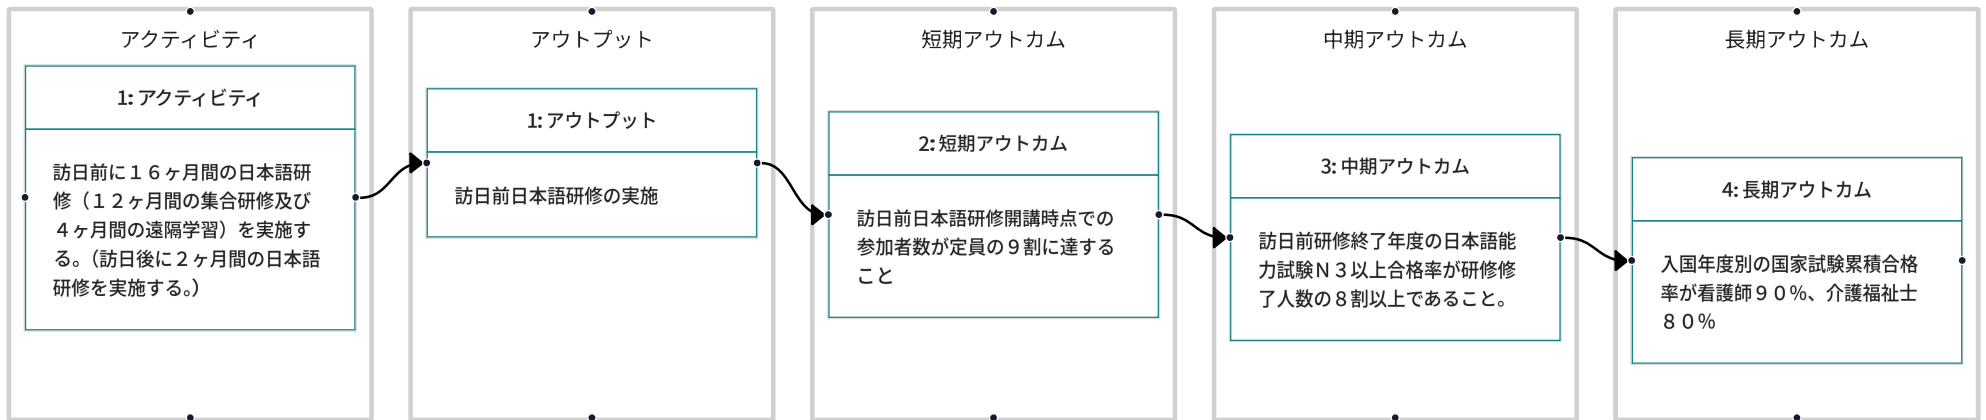 アクティビティ
1: アクティビティ
訪日前に１６ヶ月間の日本語研
修（１２ヶ月間の集合研修及び
４ヶ月間の遠隔学習）を実施す
る。（訪日後に２ヶ月間の日本語
研修を実施する。）
アウトプット
1: アウトプット
訪日前日本語研修の実施
短期アウトカム
2: 短期アウトカム
訪日前日本語研修開講時点での
参加者数が定員の９割に達する
こと
中期アウトカム
3: 中期アウトカム
訪日前研修終了年度の日本語能
力試験Ｎ３以上合格率が研修修
了人数の８割以上であること。
長期アウトカム
4: 長期アウトカム
入国年度別の国家試験累積合格
率が看護師９０％、介護福祉士
８０％